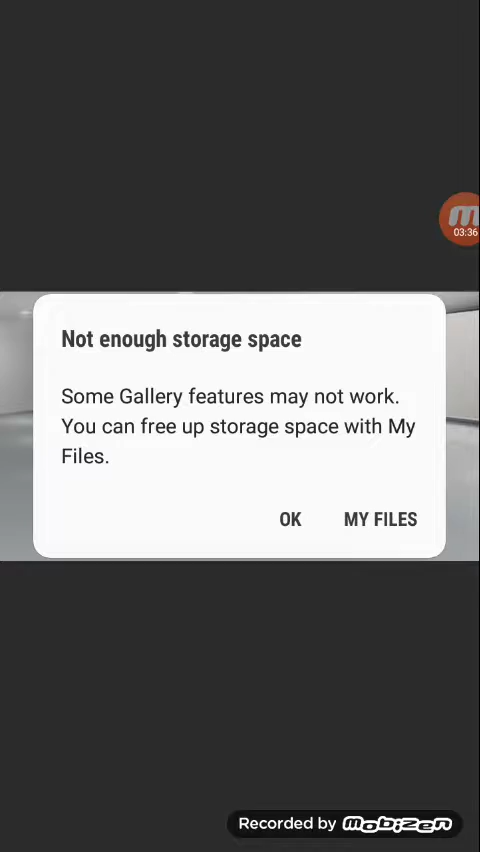 03:36
Not enough storage space
Some Gallery features may not work.
You can free up storage space with My
Files.
OK MY FILES
Recorded by mobizen